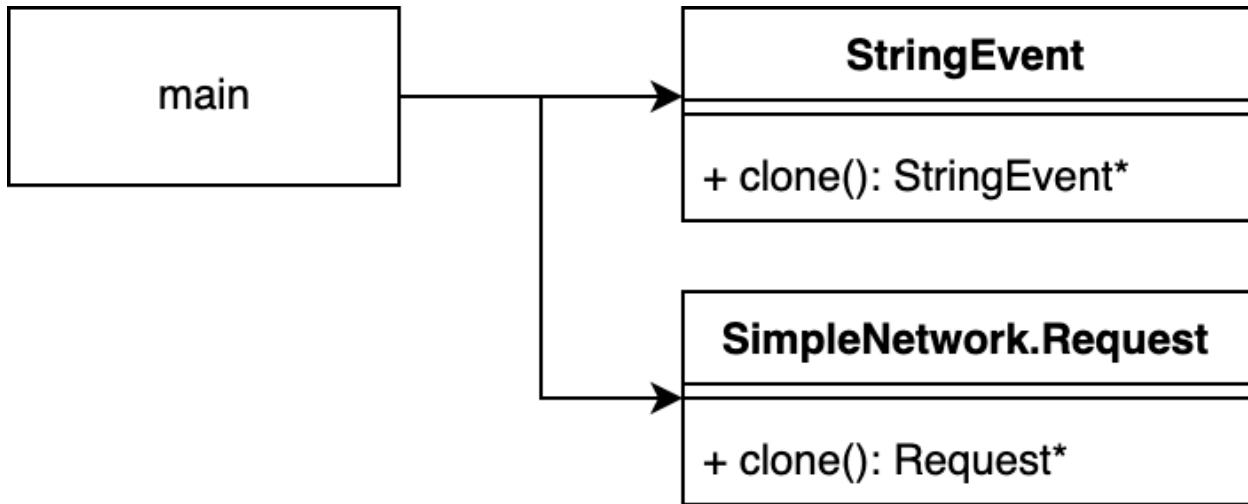 main
StringEvent
+ clone(): StringEvent*
SimpleNetwork.Request
+ clone(): Request*